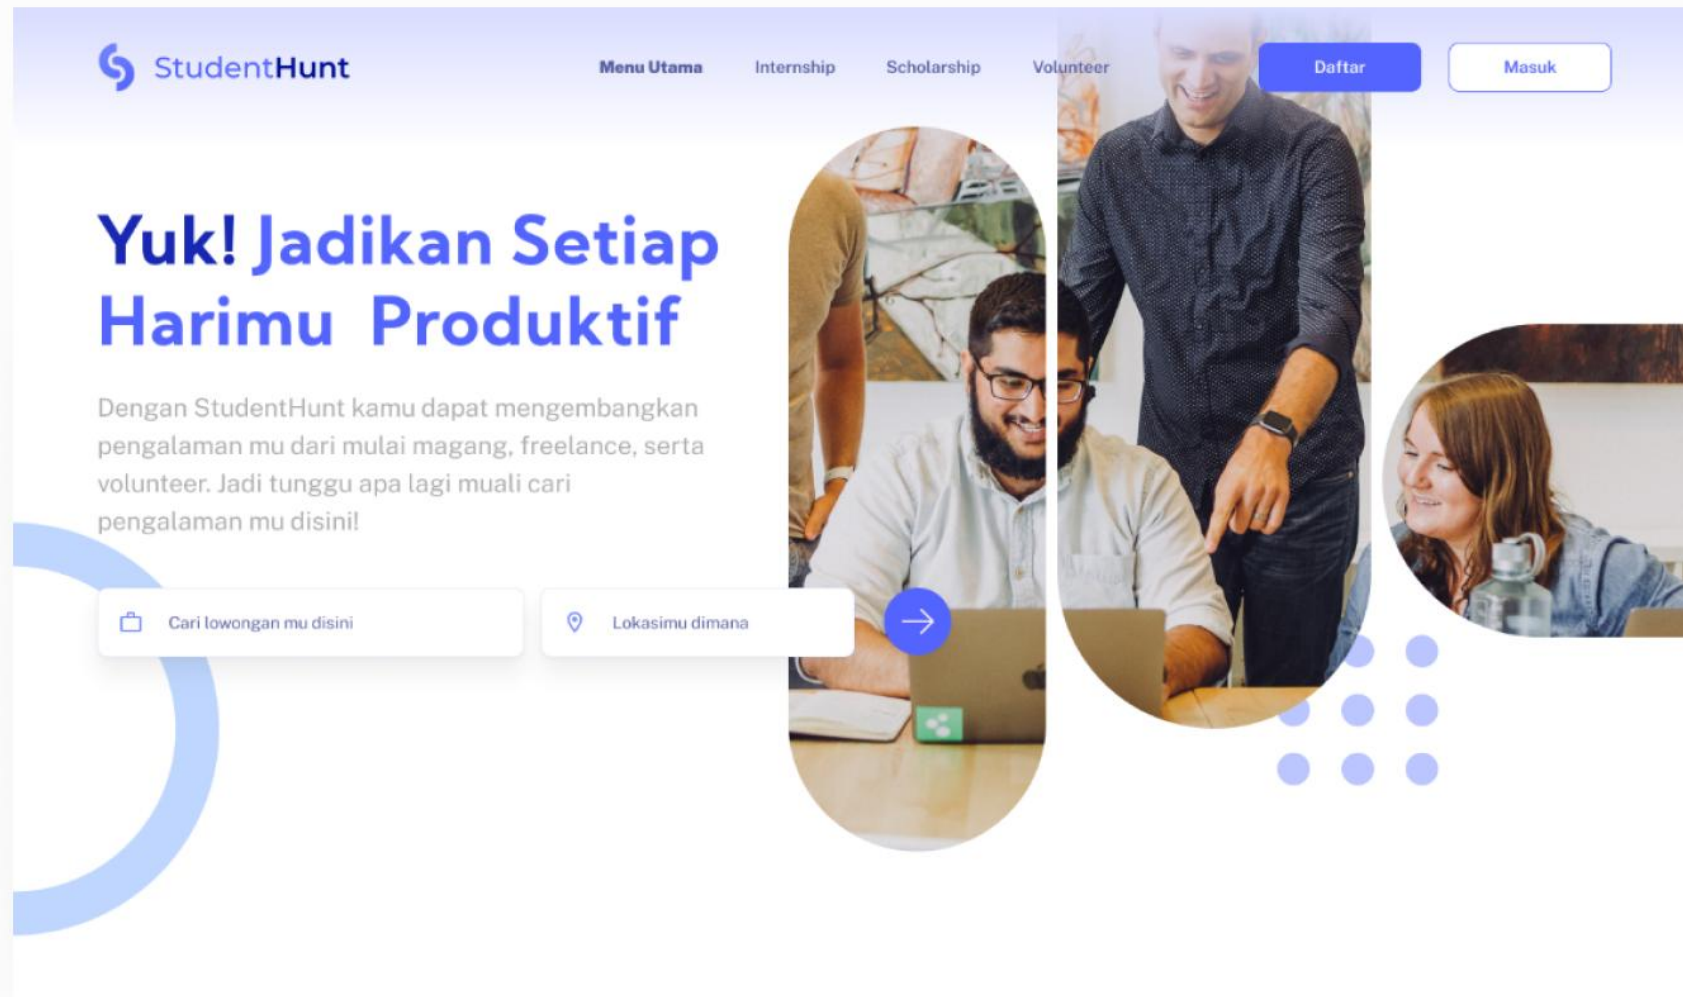 StudentHunt
Menu Utama
Internship
Scholarship
Volunteer
Daftar
Masuk
Yuk! Jadikan Setiap
Harimu Produktif
Dengan StudentHunt kamu dapat mengembangkan
pengalaman mu dari mulai magang, freelance, serta
volunteer. Jadi tunggu apa lagi muali cari
pengalaman mu disini!
Cari lowongan mu disini
Lokasimu dimana